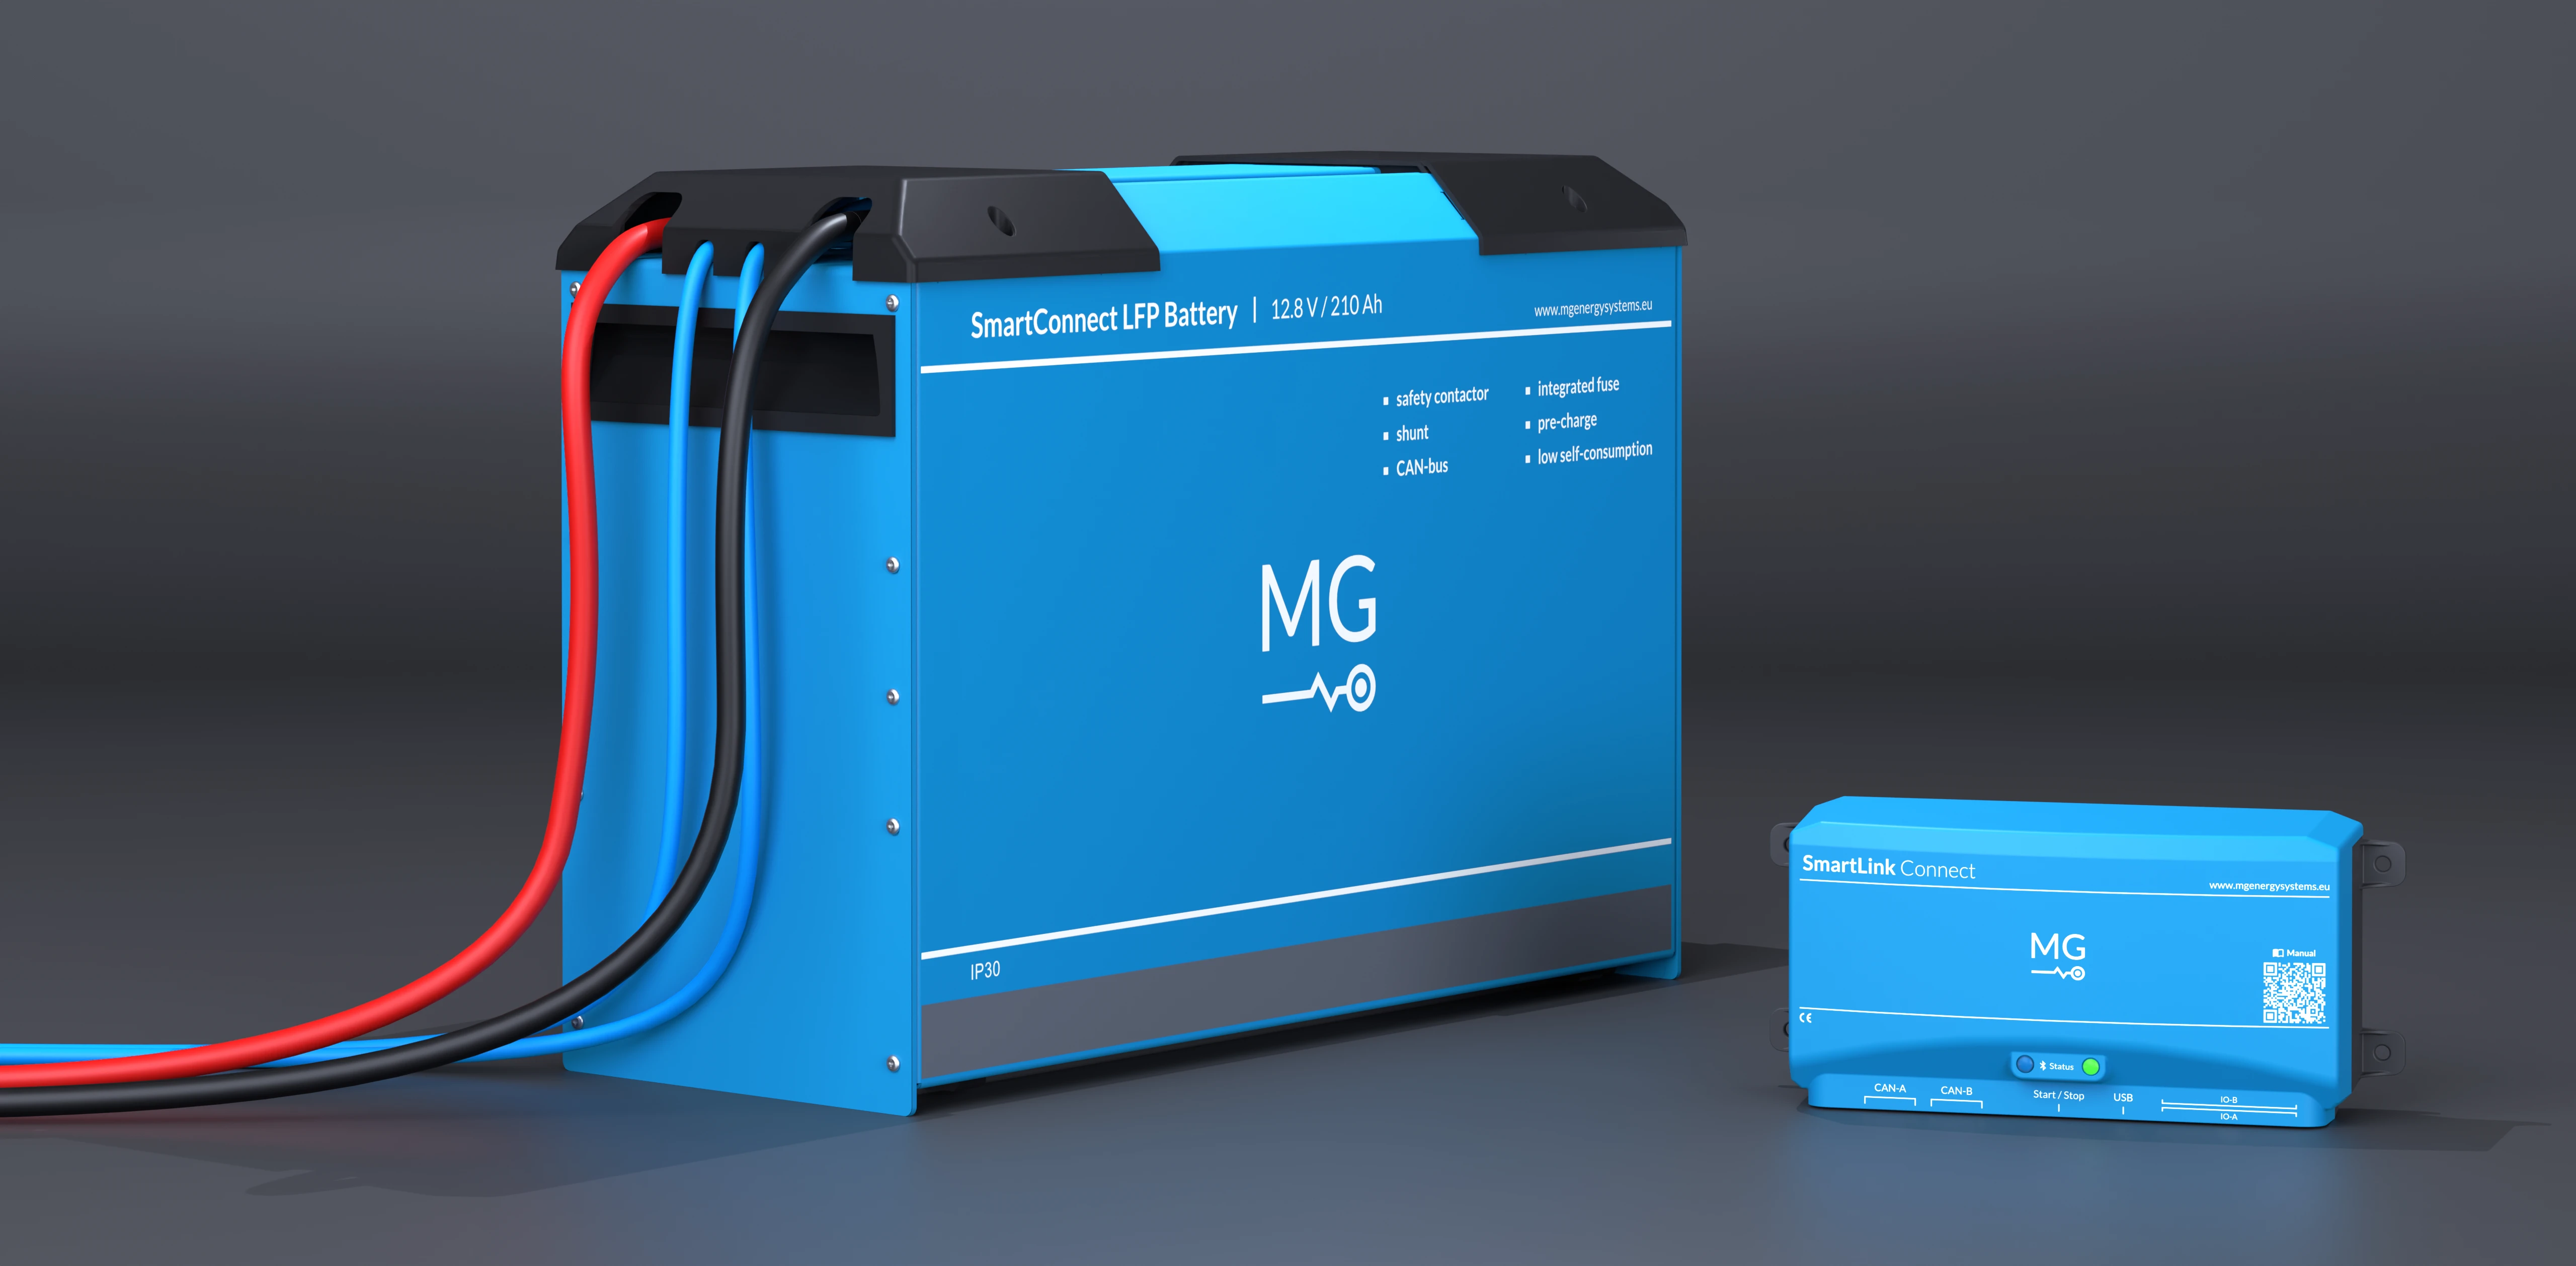 SmartConnect LFP Battery | 12.8 V / 210 Ah
www.mgenergysystems.eu
safety contactor
shunt
CAN-bus
integrated fuse
pre-charge
low self-consumption
MG
IP30
SmartLink Connect
www.mgenergysystems.eu
MG
Manual
CE
Status
CAN-A
CAN-B
Start / Stop
USB
IO-B
IO-A